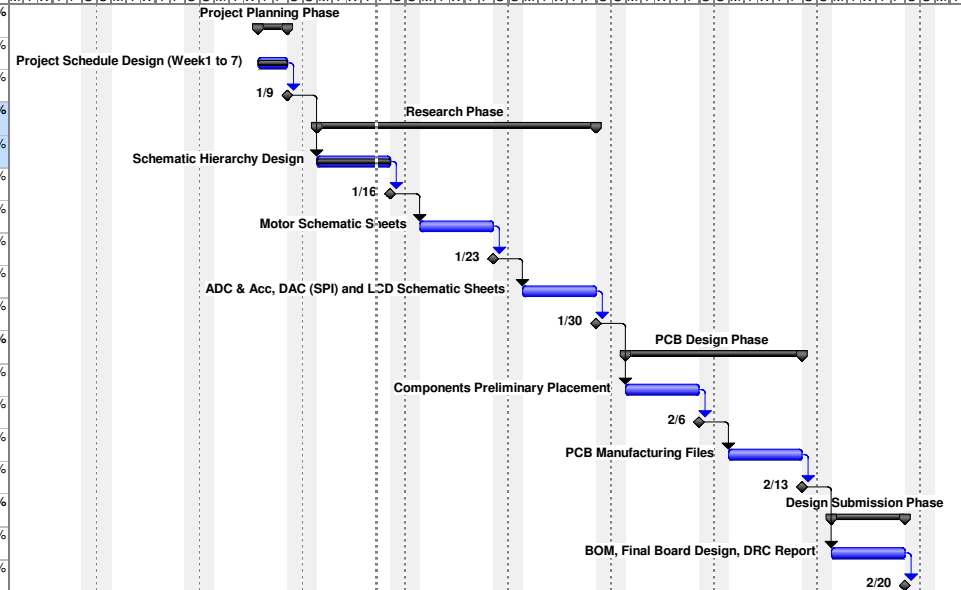 Project Planning Phase
Project Schedule Design (Week1 to 7)
1/9
Research Phase
Schematic Hierarchy Design
1/16
Motor Schematic Sheets
1/23
ADC & Acc, DAC (SPI) and LCD Schematic Sheets
1/30
PCB Design Phase
Components Preliminary Placement
2/6
PCB Manufacturing Files
2/13
Design Submission Phase
BOM, Final Board Design, DRC Report
2/20